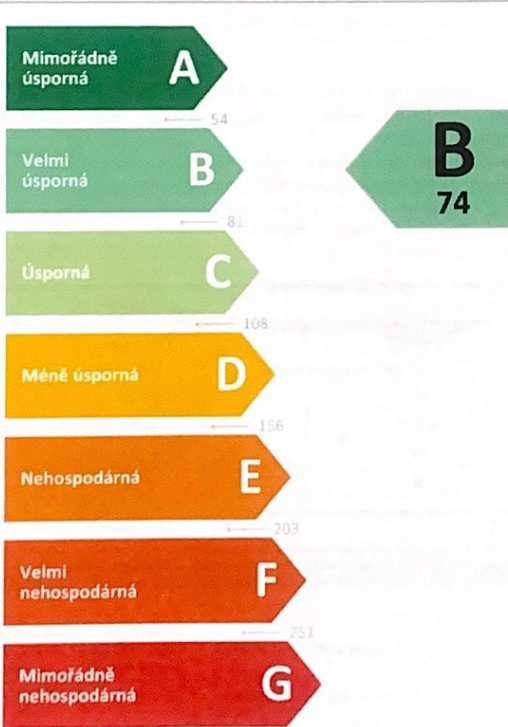 Mimořádně
úsporná
A
54
B
74
Velmi
úsporná
B
81
Úsporná
C
108
Méně úsporná
D
156
Nehospodárná
E
203
Velmi
nehospodárná
F
251
Mimořádně
nehospodárná
G